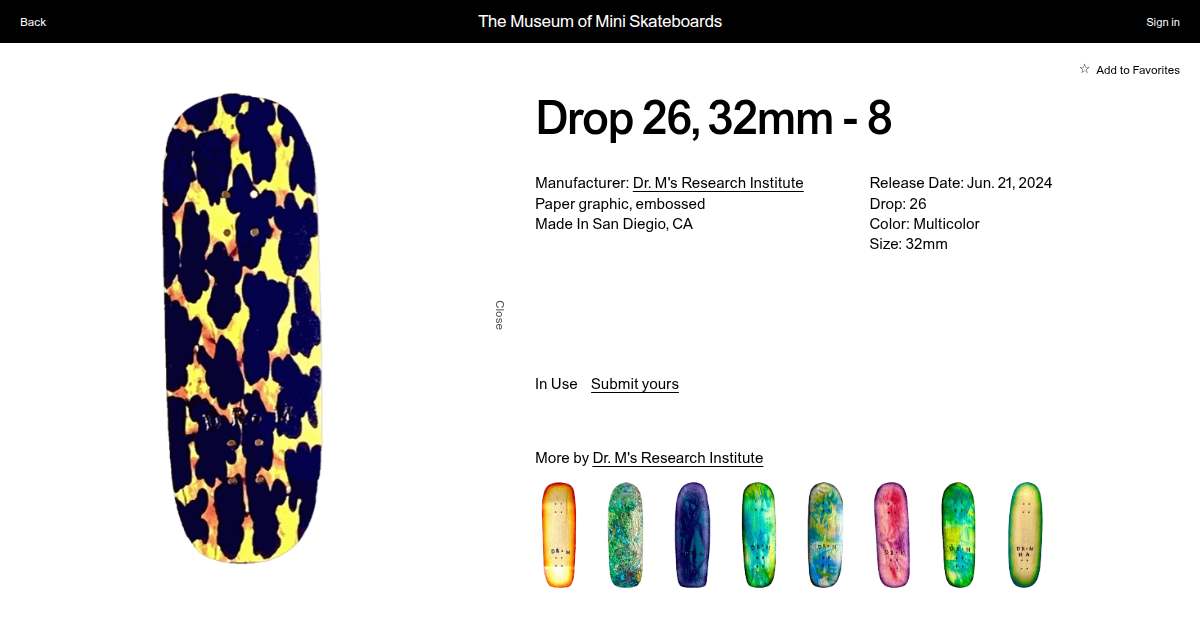 Back
The Museum of Mini Skateboards
Sign in
☆ Add to Favorites
Drop 26, 32mm - 8
Manufacturer: Dr. M's Research Institute
Paper graphic, embossed
Made In San Diegio, CA
Release Date: Jun. 21, 2024
Drop: 26
Color: Multicolor
Size: 32mm
Close
In Use Submit yours
More by Dr. M's Research Institute